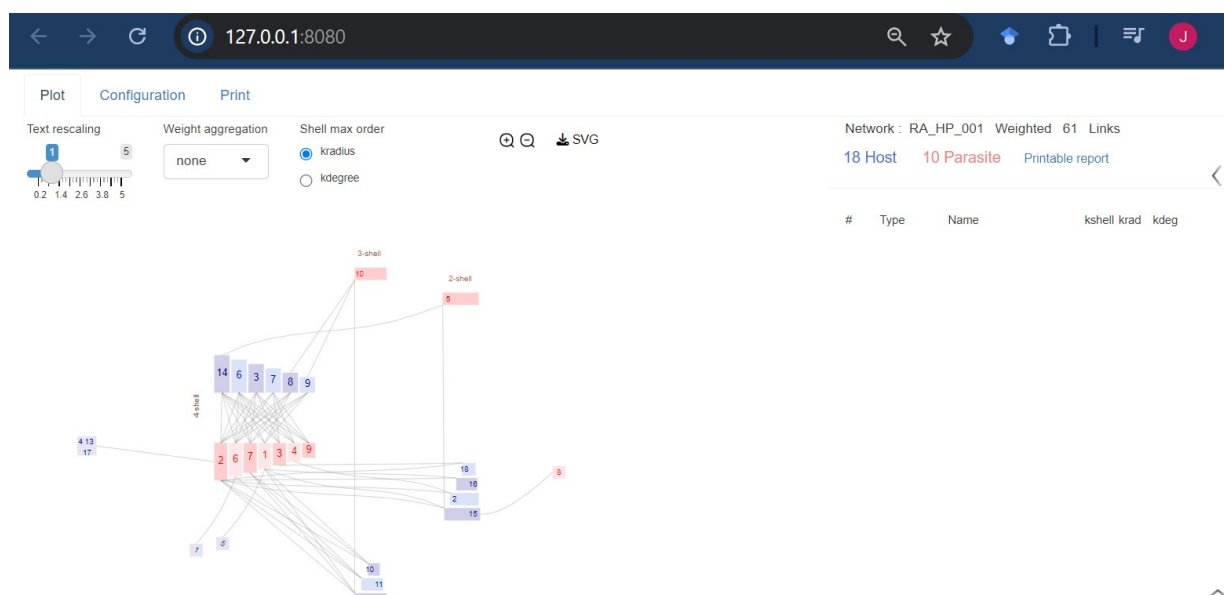 127.0.0.1:8080
J
Plot Configuration Print
Text rescaling
1 5
0.2 1.4 2.6 3.8 5
Weight aggregation
none
Shell max order
kradius
kdegree
SVG
Network : RA_HP_001 Weighted 61 Links
18 Host 10 Parasite Printable report
# Type Name kshell krad kdeg
3-shell
10
2-shell
5
14 6 3 7 8 9
4-shell
4 13
17
2 6 7 1 3 4 9
18
16
2
15
8
10
11